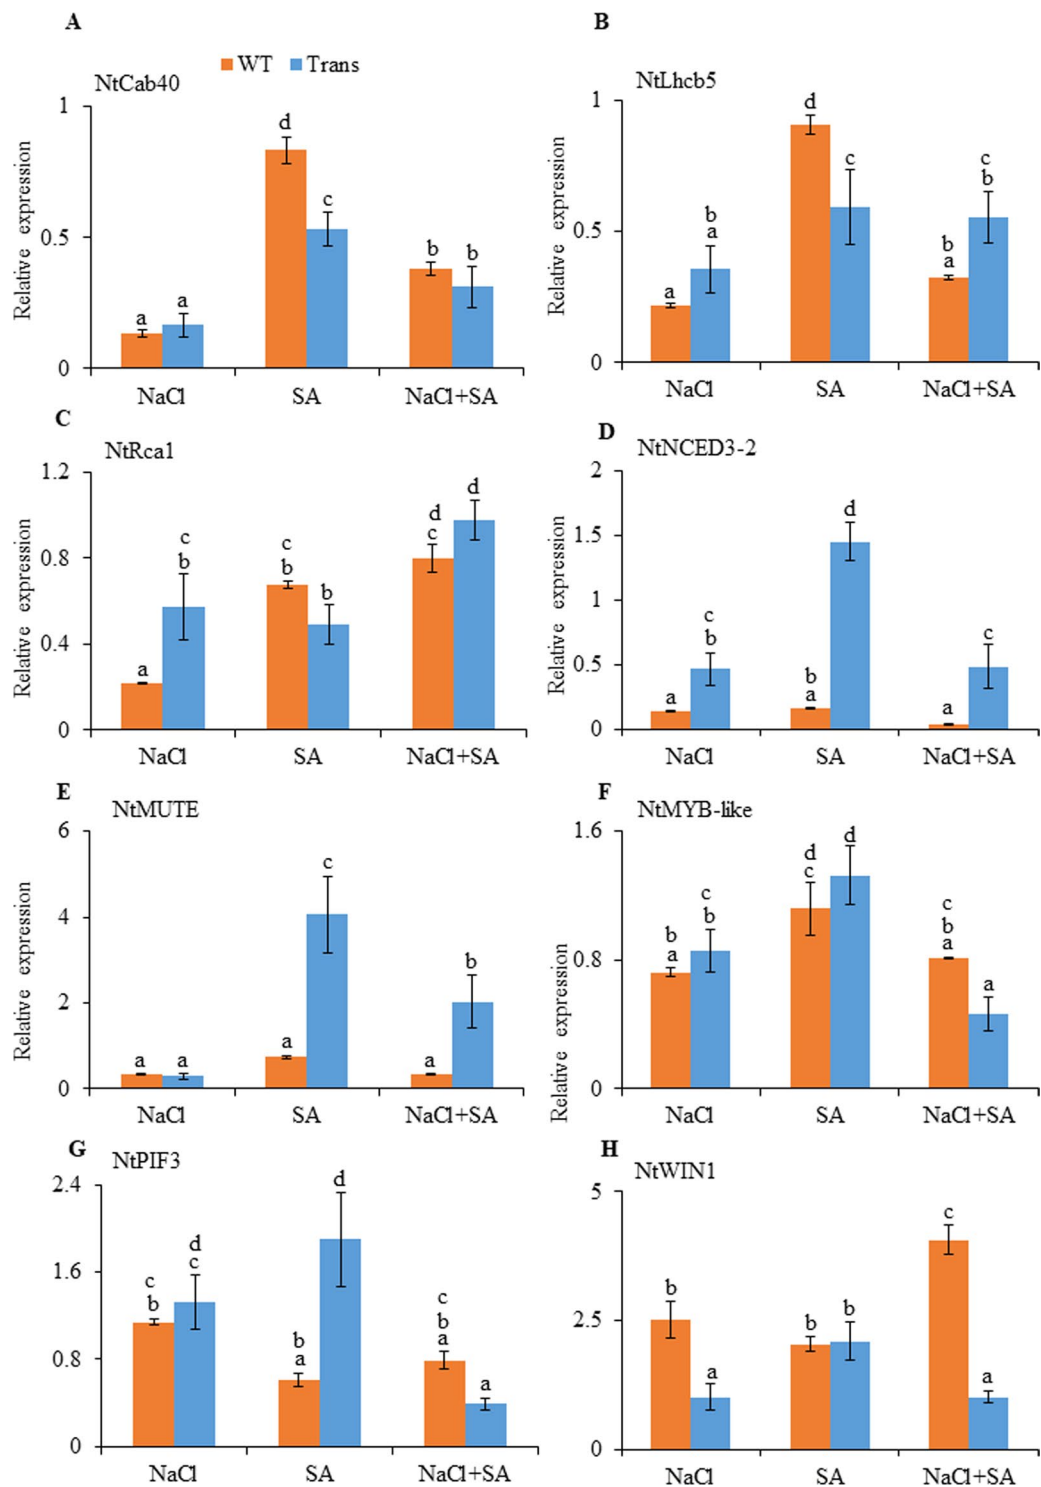 A
WT Trans
NtCab40
Relative expression
1
0.5
0
a a d c b b
NaCl SA NaCl+SA
B
NtLhcb5
Relative expression
1
0.5
0
a
b
a
d
c
b
a
c
b
NaCl SA NaCl+SA
C
NtRca1
Relative expression
1.2
0.8
0.4
0
a
c
b
c
b
b
d
c
d
NaCl SA NaCl+SA
D
NtNCED3-2
Relative expression
2
1.5
1
0.5
0
a
c
b
b
a
d
a
c
NaCl SA NaCl+SA
E
NtMUTE
Relative expression
6
4
2
0
a a a c a b
NaCl SA NaCl+SA
F
NtMYB-like
Relative expression
1.6
0.8
0
b
a
c
b
d
c
d
c
b
a
a
NaCl SA NaCl+SA
G
NtPIF3
2.4
1.6
0.8
0
c
b
d
c
b
a
d
c
b
a
a
NaCl SA NaCl+SA
H
NtWIN1
5
2.5
0
b a b b c a
NaCl SA NaCl+SA